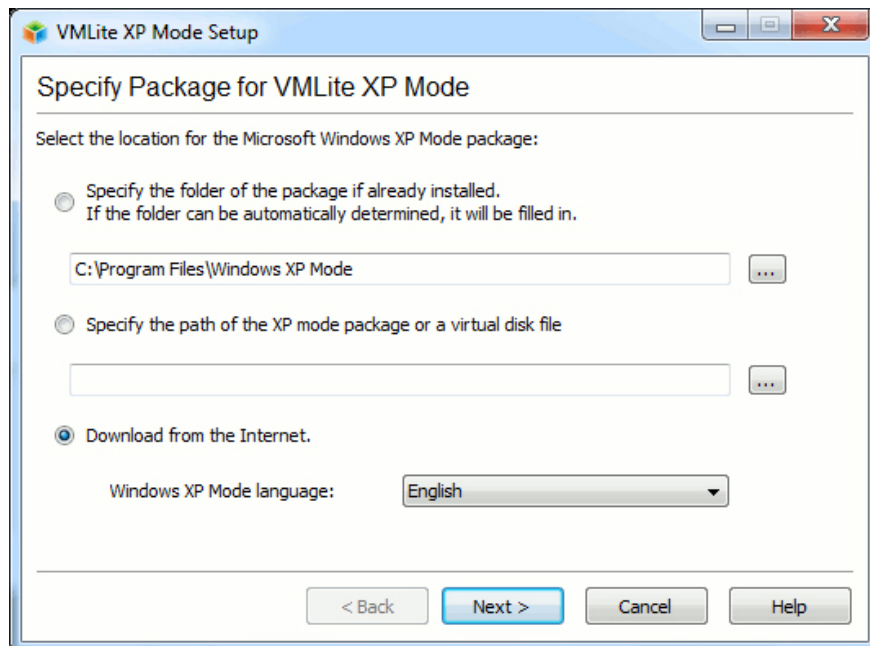 VMLite XP Mode Setup
Specify Package for VMLite XP Mode
Select the location for the Microsoft Windows XP Mode package:
Specify the folder of the package if already installed.
If the folder can be automatically determined, it will be filled in.
C:\Program Files\Windows XP Mode
...
Specify the path of the XP mode package or a virtual disk file
...
Download from the Internet.
Windows XP Mode language:
English
< Back
Next >
Cancel
Help